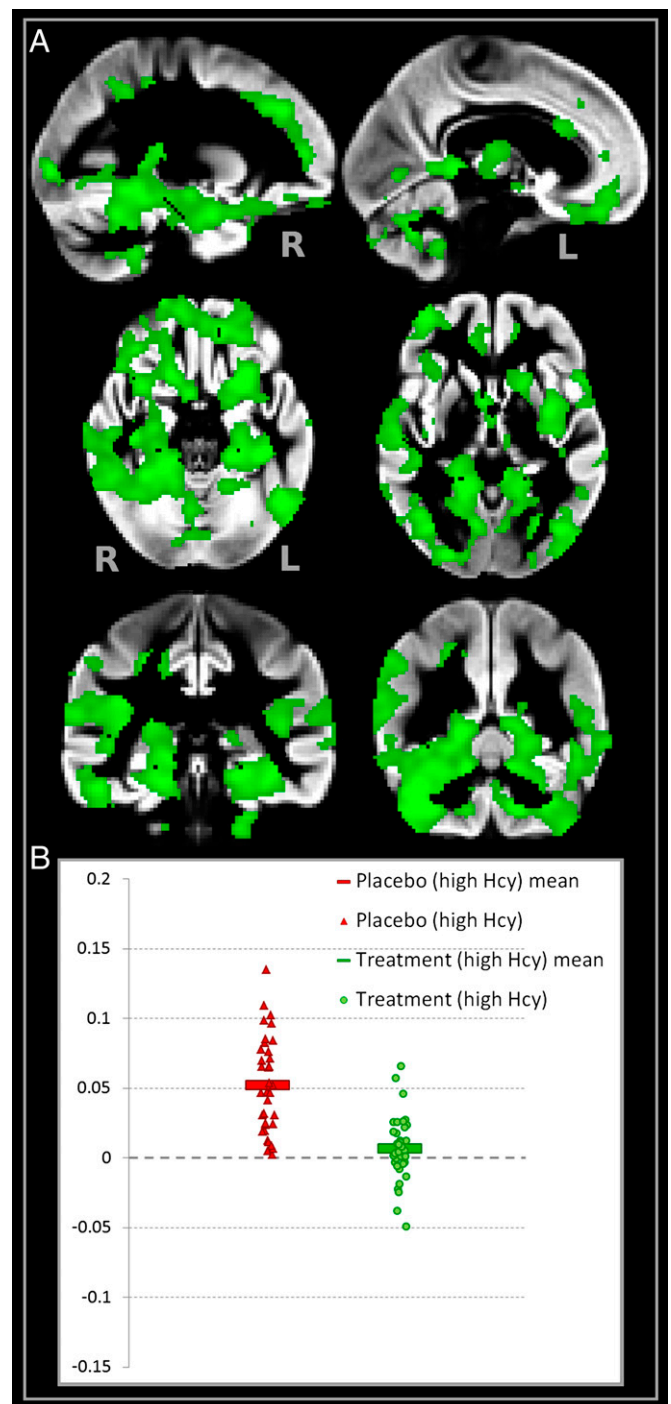 A
R
L
R
L
B
0.2
Placebo (high Hcy) mean
0.15
Placebo (high Hcy)
Treatment (high Hcy) mean
0.1
Treatment (high Hcy)
0.05
0
-0.05
-0.1
-0.15